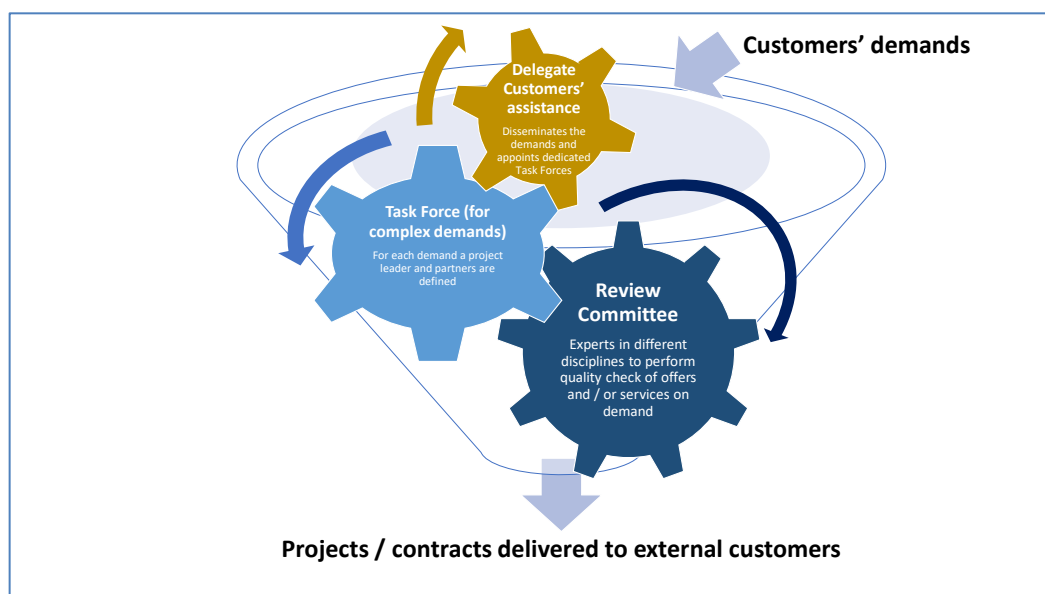 Customers’ demands
Delegate
Customers’
assistance
Disseminates the
demands and
appoints dedicated
Task Forces
Task Force (for
complex demands)
For each demand a project
leader and partners are
defined
Review
Committee
Experts in different
disciplines to perform
quality check of offers
and / or services on
demand
Projects / contracts delivered to external customers